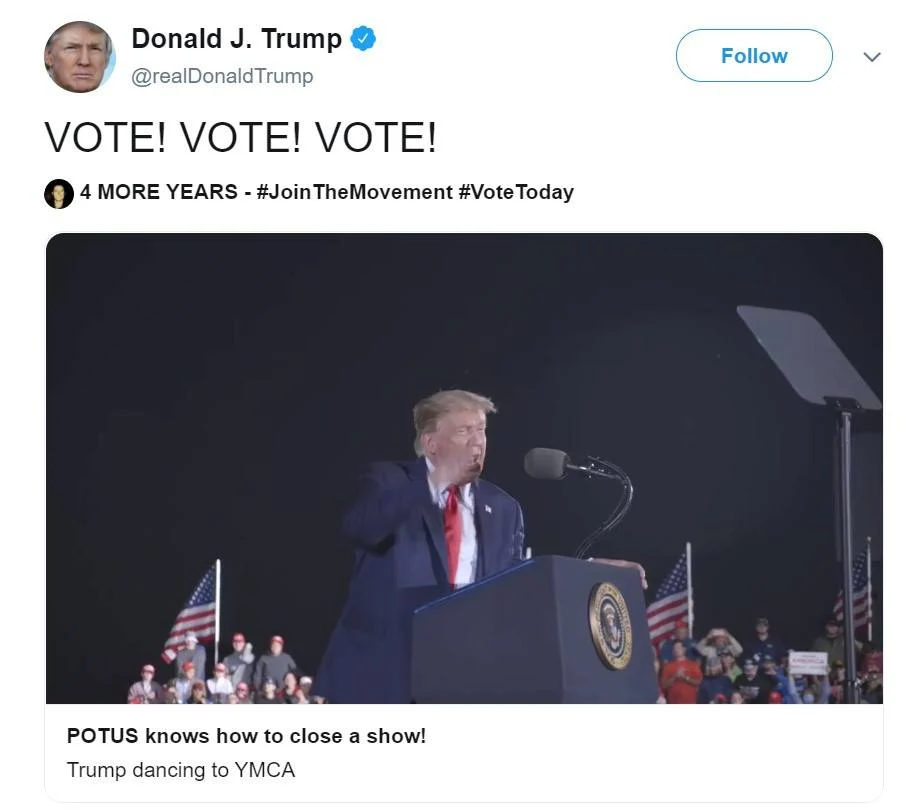 Donald J. Trump
@realDonaldTrump
Follow
VOTE! VOTE! VOTE!
4 MORE YEARS - #JoinTheMovement #VoteToday
POTUS knows how to close a show!
Trump dancing to YMCA